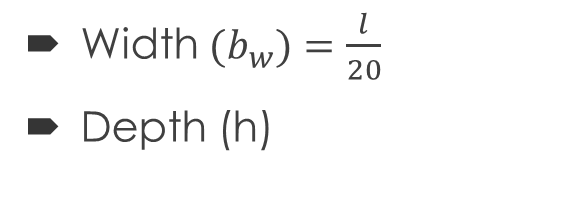 Width (b_w) = l/20
Depth (h)